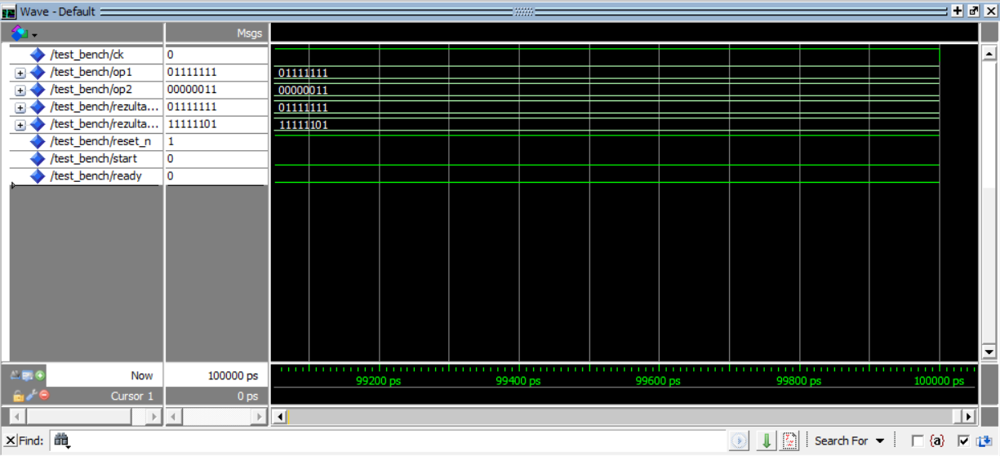 Wave - Default
Msgs
/test_bench/ck 0
/test_bench/op1 01111111 01111111
/test_bench/op2 00000011 00000011
/test_bench/rezulta... 01111111 01111111
/test_bench/rezulta... 11111101 11111101
/test_bench/reset_n 1
/test_bench/start 0
/test_bench/ready 0
Now 100000 ps 99200 ps 99400 ps 99600 ps 99800 ps 100000 ps
Cursor 1 0 ps
Find: Search For {a}